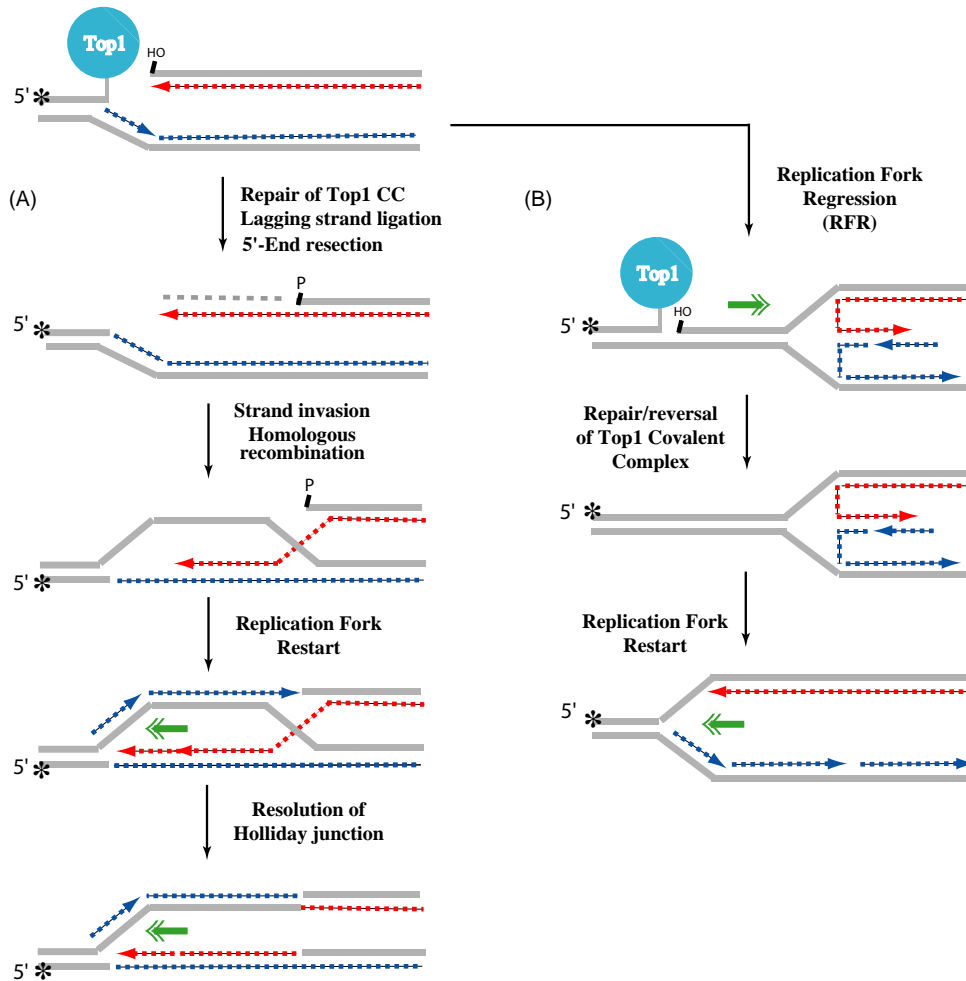 Top1
HO
5' *
(A)
Repair of Top1 CC
Lagging strand ligation
5'-End resection
P
5' *
Strand invasion
Homologous
recombination
P
5' *
Replication Fork
Restart
5' *
Resolution of
Holliday junction
5' *
(B)
Replication Fork
Regression
(RFR)
Top1
HO
5' *
Repair/reversal
of Top1 Covalent
Complex
5' *
Replication Fork
Restart
5' *